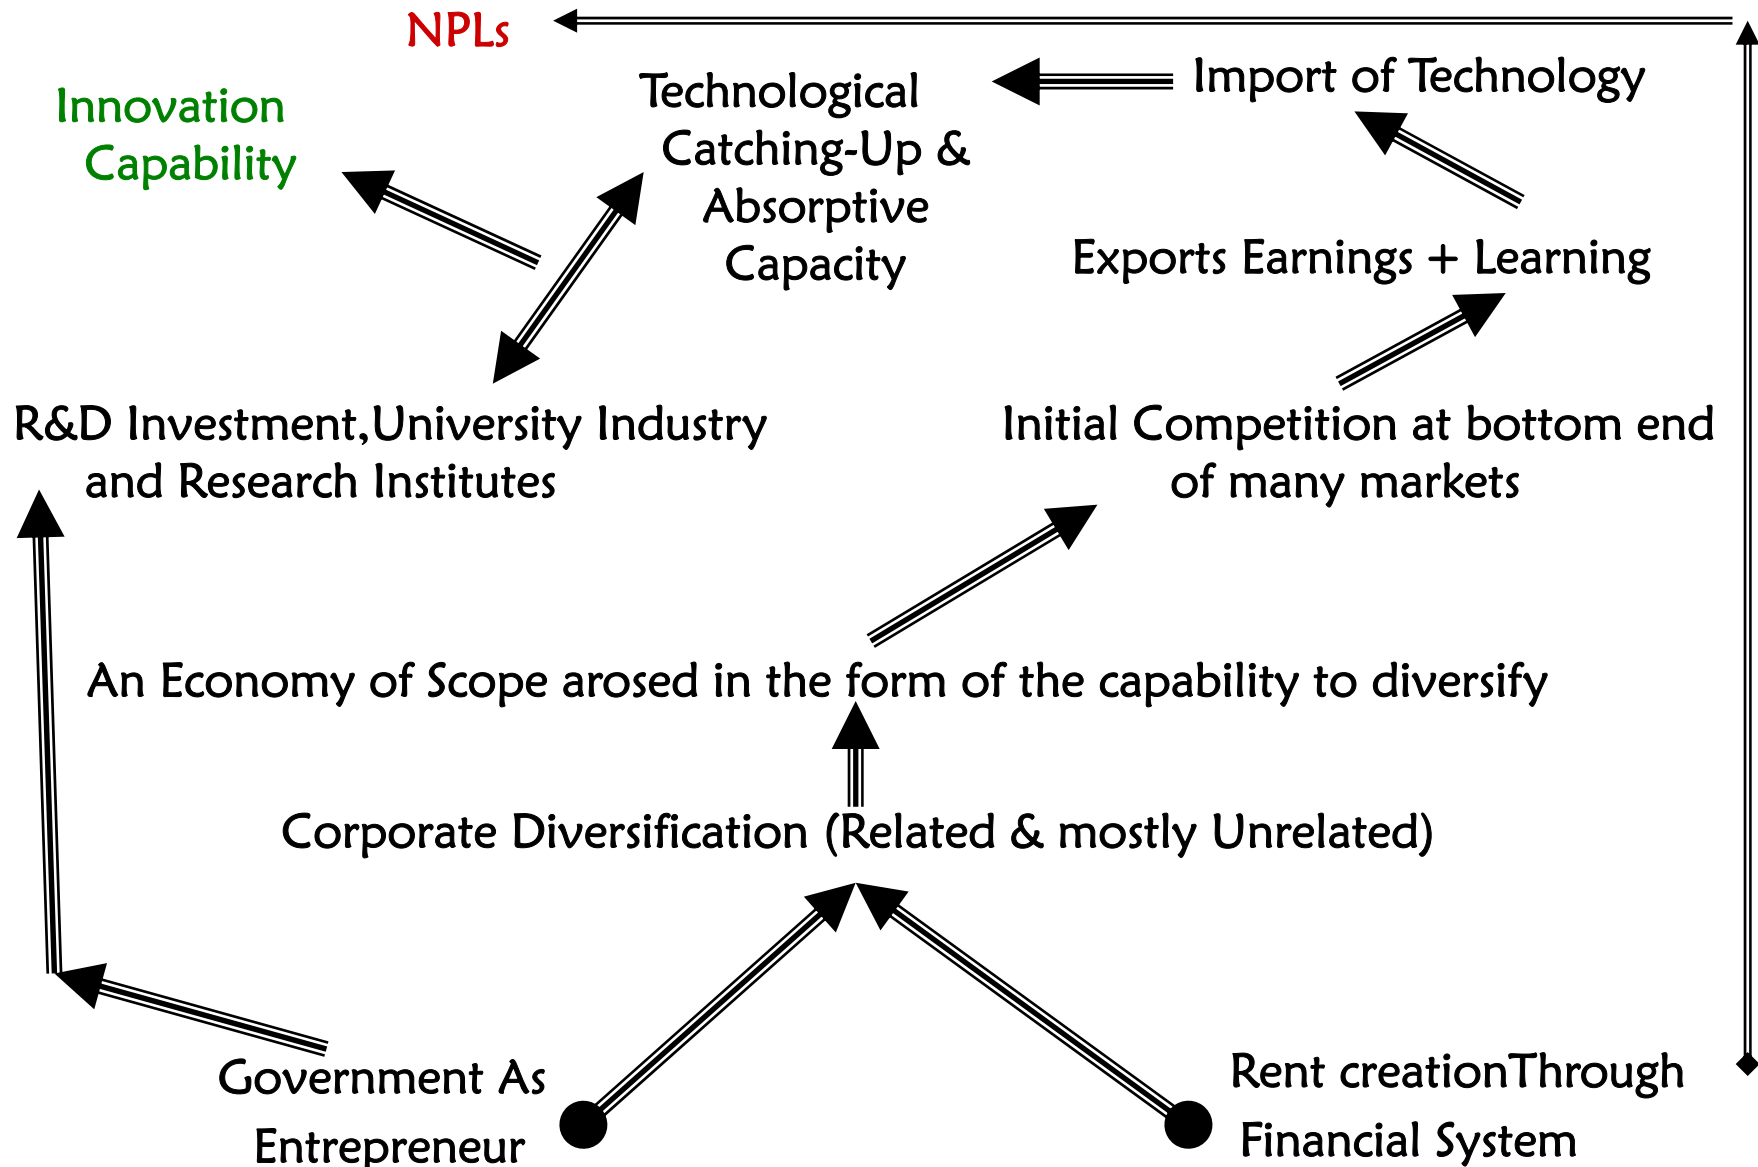 NPLs
Innovation
Capability
Technological
Catching-Up &
Absorptive
Capacity
Import of Technology
Exports Earnings + Learning
R&D Investment,University Industry
and Research Institutes
Initial Competition at bottom end
of many markets
An Economy of Scope arosed in the form of the capability to diversify
Corporate Diversification (Related & mostly Unrelated)
Government As
Entrepreneur
Rent creationThrough
Financial System